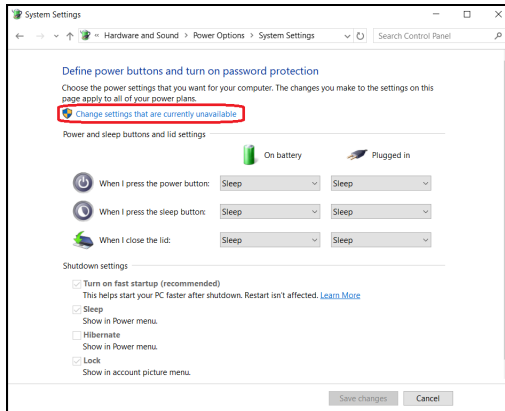 System Settings
« Hardware and Sound > Power Options > System Settings
Search Control Panel
Define power buttons and turn on password protection
Choose the power settings that you want for your computer. The changes you make to the settings on this
page apply to all of your power plans.
Change settings that are currently unavailable
Power and sleep buttons and lid settings
On battery Plugged in
When I press the power button: Sleep Sleep
When I press the sleep button: Sleep Sleep
When I close the lid: Sleep Sleep
Shutdown settings
Turn on fast startup (recommended)
This helps start your PC faster after shutdown. Restart isn't affected. Learn More
Sleep
Show in Power menu.
Hibernate
Show in Power menu.
Lock
Show in account picture menu.
Save changes Cancel